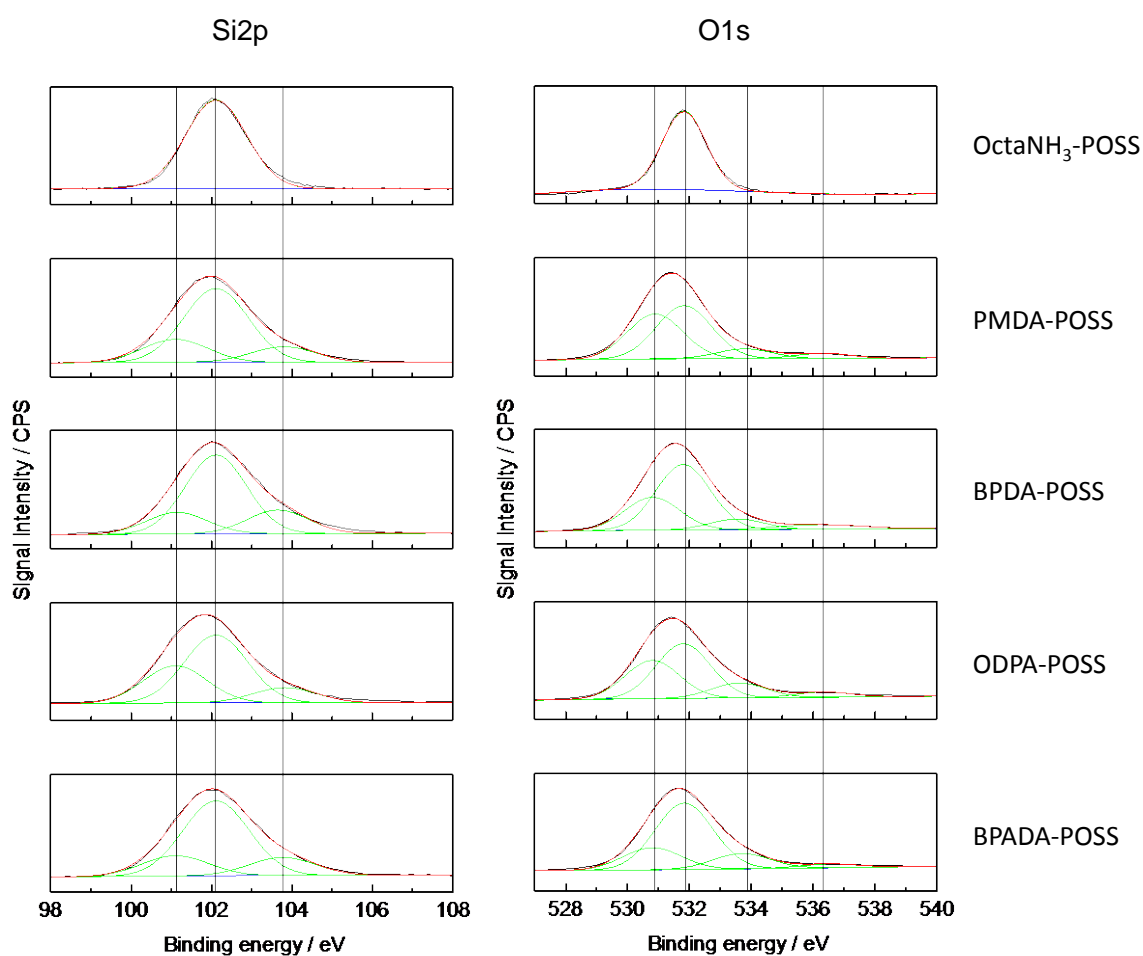 Si2p
O1s
OctaNH₃-POSS
PMDA-POSS
BPDA-POSS
ODPA-POSS
BPADA-POSS
Signal Intensity / CPS
98 100 102 104 106 108
Binding energy / eV
Signal Intensity / CPS
528 530 532 534 536 538 540
Binding energy / eV